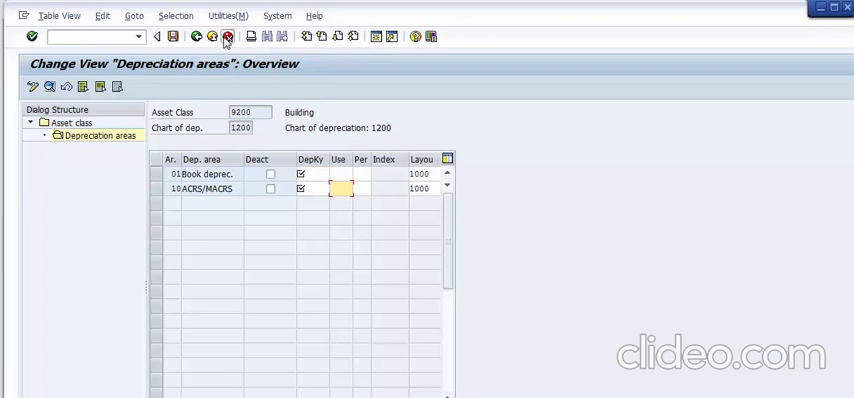 Table View Edit Goto Selection Utilities(M) System Help
Change View "Depreciation areas": Overview
Dialog Structure
Asset class
Depreciation areas
Asset Class 9200 Building
Chart of dep. 1200 Chart of depreciation: 1200
Ar. Dep. area Deact DepKy Use Per Index Layou
01 Book deprec. 1000
10 ACRS/MACRS 1000
clideo.com